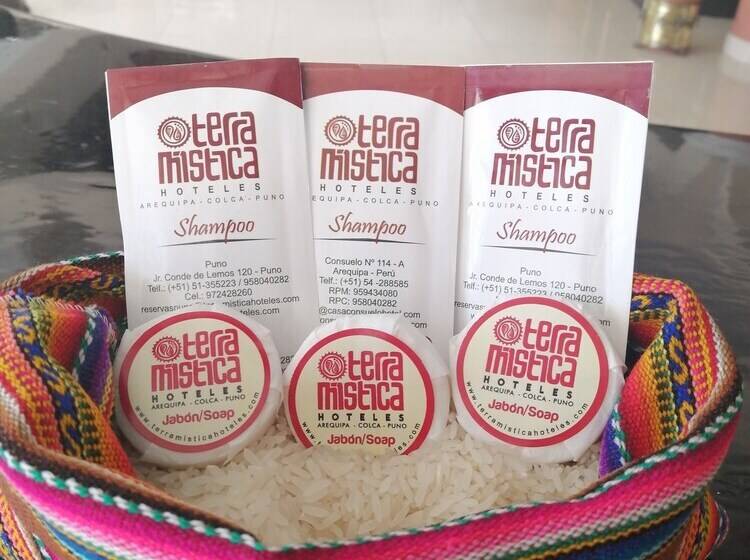 terra
mistica
HOTELES
AREQUIPA - COLCA - PUNO
Shampoo
Puno
Jr. Conde de Lemos 120 - Puno
Telf.: (+51) 51-355223 / 958040282
Cel.: 972428260
terra
mistica
HOTELES
AREQUIPA - COLCA - PUNO
Shampoo
Consuelo Nº 114 - A
Arequipa - Perú
Telf.: (+51) 54 -288585
RPM: 959434080
RPC: 958040282
terra
mistica
HOTELES
AREQUIPA - COLCA - PUNO
Shampoo
Puno
Jr. Conde de Lemos 120 - Puno
Telf.: (+51) 51-355223 / 958040282
terra
mistica
HOTELES
AREQUIPA - COLCA - PUNO
Jabón/Soap
www.terramisticahoteles.com
terra
mistica
HOTELES
AREQUIPA - COLCA - PUNO
Jabón/Soap
www.terramisticahoteles.com
terra
mistica
HOTELES
AREQUIPA - COLCA - PUNO
Jabón/Soap
www.terramisticahoteles.com